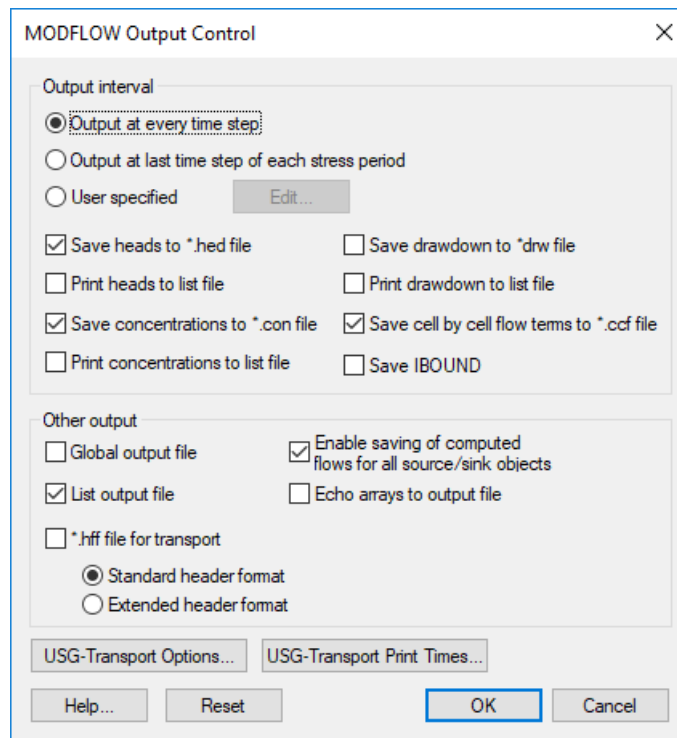 MODFLOW Output Control
Output interval
Output at every time step
Output at last time step of each stress period
User specified
Edit...
Save heads to *.hed file
Save drawdown to *drw file
Print heads to list file
Print drawdown to list file
Save concentrations to *.con file
Save cell by cell flow terms to *.ccf file
Print concentrations to list file
Save IBOUND
Other output
Global output file
Enable saving of computed
flows for all source/sink objects
List output file
Echo arrays to output file
*.hff file for transport
Standard header format
Extended header format
USG-Transport Options...
USG-Transport Print Times...
Help...
Reset
OK
Cancel